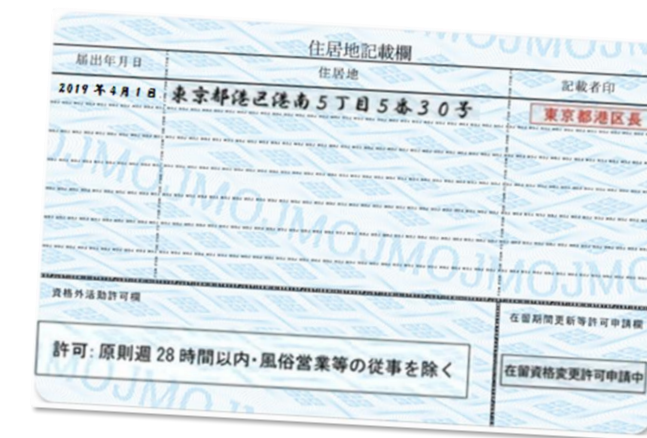 住居地記載欄
届出年月日
住居地
記載者印
2019年4月1日
東京都港区港南5丁目5番30号
東京都港区長
資格外活動許可欄
在留期間更新等許可申請欄
許可: 原則週28時間以内・風俗営業等の従事を除く
在留資格変更許可申請中
MOJMOJMOJMOJMOJMOJ